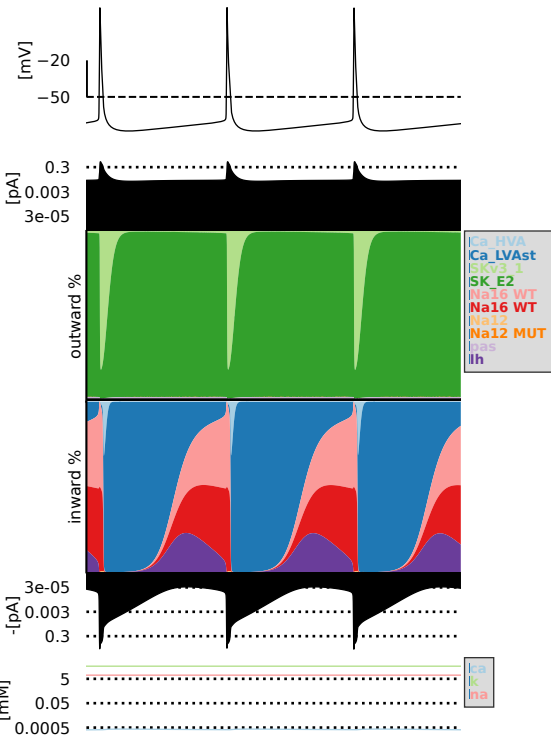 [mV]
−20
−50
[pA]
0.3
0.003
3e-05
outward %
Ca_HVA
Ca_LVAst
SKv3_1
SK_E2
Na16 WT
Na16 WT
Na12
Na12 MUT
pas
Ih
inward %
-[pA]
3e-05
0.003
0.3
[mM]
5
0.05
0.0005
ca
k
na